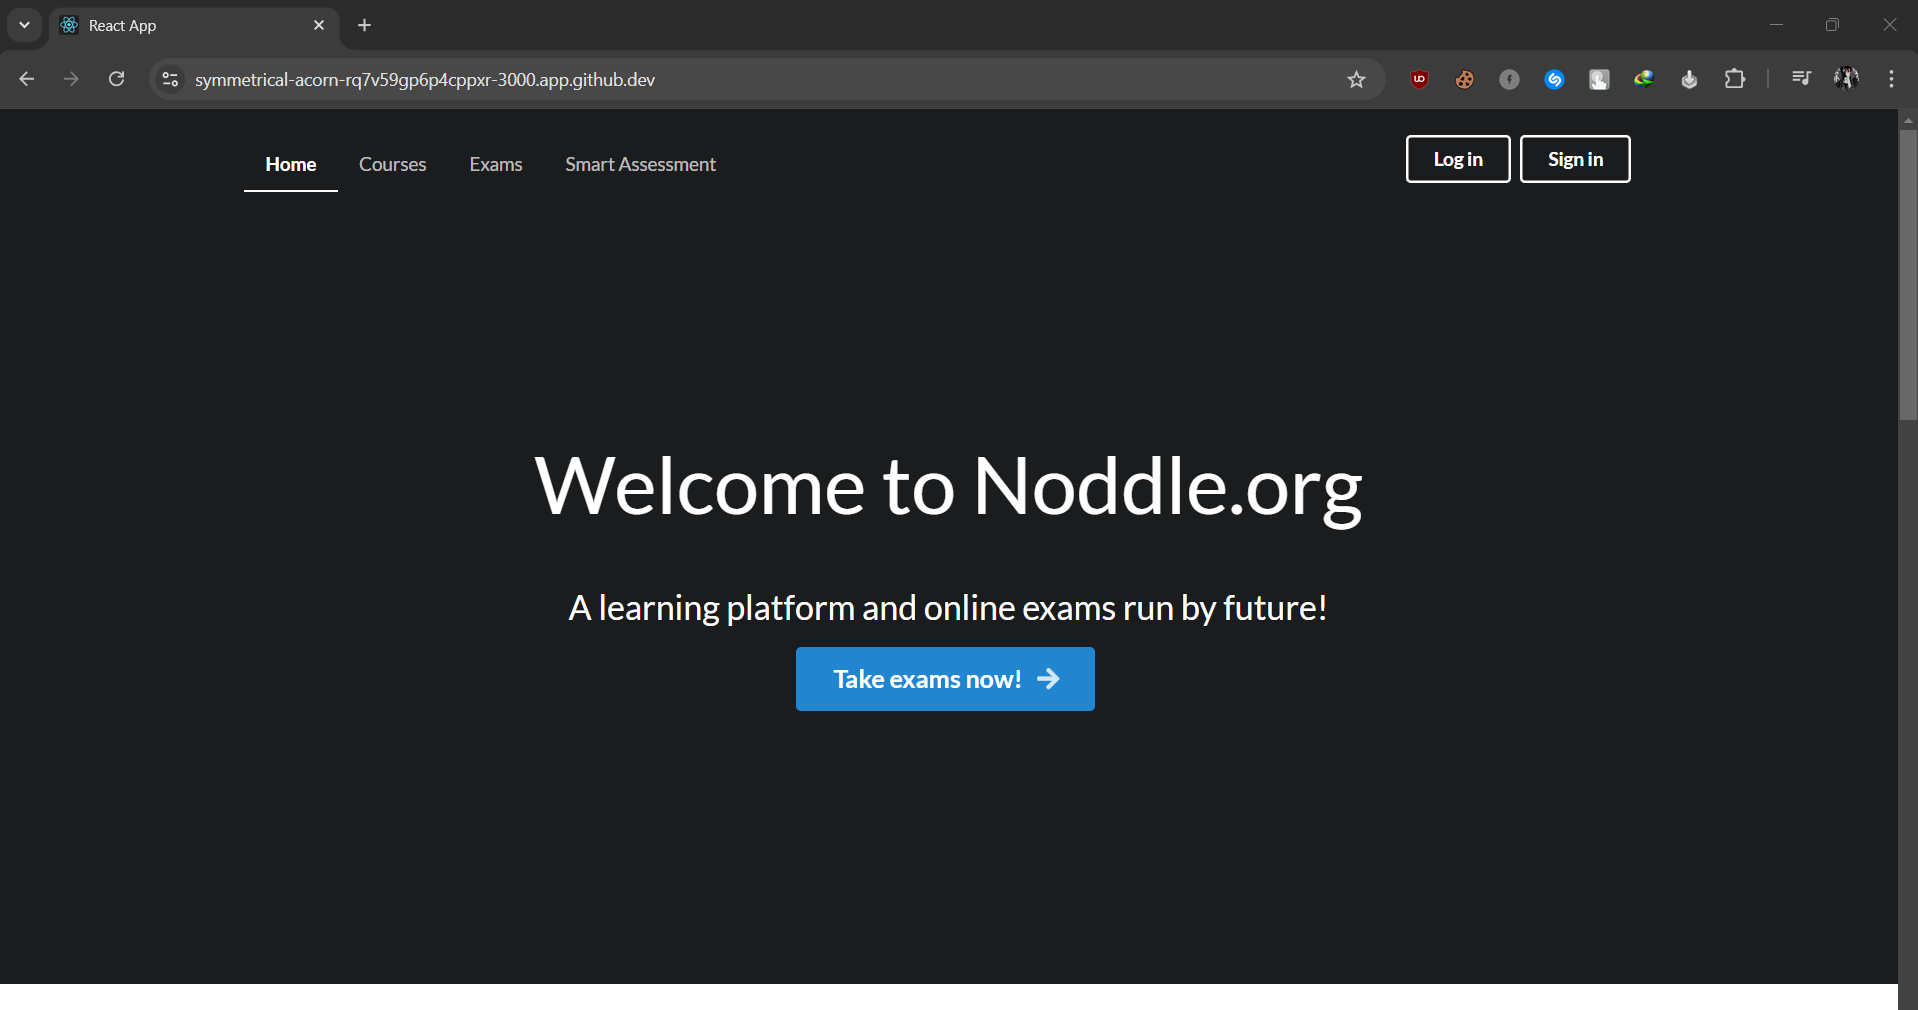 React App
symmetrical-acorn-rq7v59gp6p4cppxr-3000.app.github.dev
Home Courses Exams Smart Assessment Log in Sign in
Welcome to Noddle.org
A learning platform and online exams run by future!
Take exams now!